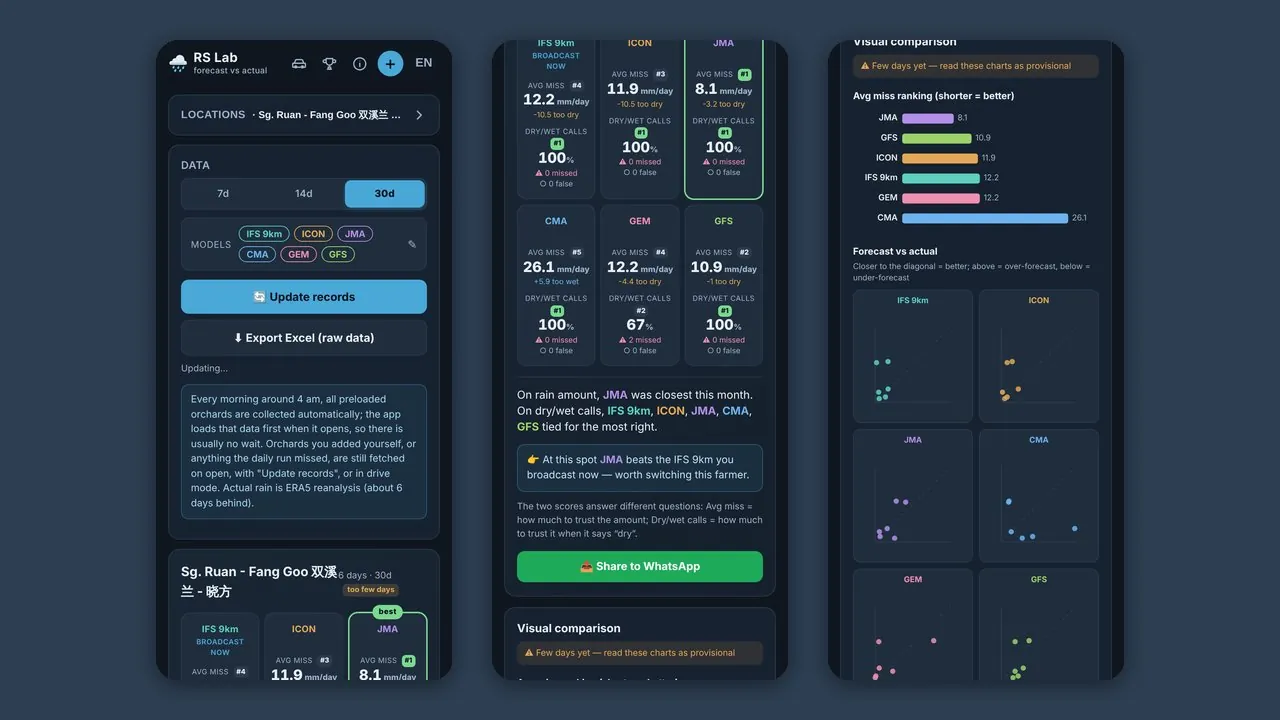 RS Lab
forecast vs actual
EN
LOCATIONS · Sg. Ruan - Fang Goo 双溪兰 ...
DATA
7d 14d 30d
MODELS
IFS 9km ICON JMA
CMA GEM GFS
🔄 Update records
⬇ Export Excel (raw data)
Updating...
Every morning around 4 am, all preloaded
orchards are collected automatically; the app
loads that data first when it opens, so there is
usually no wait. Orchards you added yourself, or
anything the daily run missed, are still fetched
on open, with "Update records", or in drive
mode. Actual rain is ERA5 reanalysis (about 6
days behind).
Sg. Ruan - Fang Goo 双溪
兰 - 晓方
6 days · 30d
too few days
best
IFS 9km ICON JMA
BROADCAST
NOW
AVG MISS #4 AVG MISS #3 AVG MISS #1
11.9 mm/day 8.1 mm/day
IFS 9km ICON JMA
BROADCAST
NOW
AVG MISS #4 AVG MISS #3 AVG MISS #1
12.2 mm/day 11.9 mm/day 8.1 mm/day
-10.5 too dry -10.5 too dry -3.2 too dry
DRY/WET CALLS DRY/WET CALLS DRY/WET CALLS
#1 #1 #1
100% 100% 100%
⚠ 0 missed ⚠ 0 missed ⚠ 0 missed
○ 0 false ○ 0 false ○ 0 false
CMA GEM GFS
AVG MISS #5 AVG MISS #4 AVG MISS #2
26.1 mm/day 12.2 mm/day 10.9 mm/day
+5.9 too wet -4.4 too dry -1 too dry
DRY/WET CALLS DRY/WET CALLS DRY/WET CALLS
#1 #2 #1
100% 67% 100%
⚠ 0 missed ⚠ 2 missed ⚠ 0 missed
○ 0 false ○ 0 false ○ 0 false
On rain amount, JMA was closest this month.
On dry/wet calls, IFS 9km, ICON, JMA, CMA,
GFS tied for the most right.
👉 At this spot JMA beats the IFS 9km you
broadcast now — worth switching this farmer.
The two scores answer different questions: Avg miss =
how much to trust the amount; Dry/wet calls = how much
to trust it when it says “dry”.
📤 Share to WhatsApp
Visual comparison
⚠ Few days yet — read these charts as provisional
Visual comparison
⚠ Few days yet — read these charts as provisional
Avg miss ranking (shorter = better)
JMA 8.1
GFS 10.9
ICON 11.9
IFS 9km 12.2
GEM 12.2
CMA 26.1
Forecast vs actual
Closer to the diagonal = better; above = over-forecast, below =
under-forecast
IFS 9km ICON
JMA CMA
GEM GFS